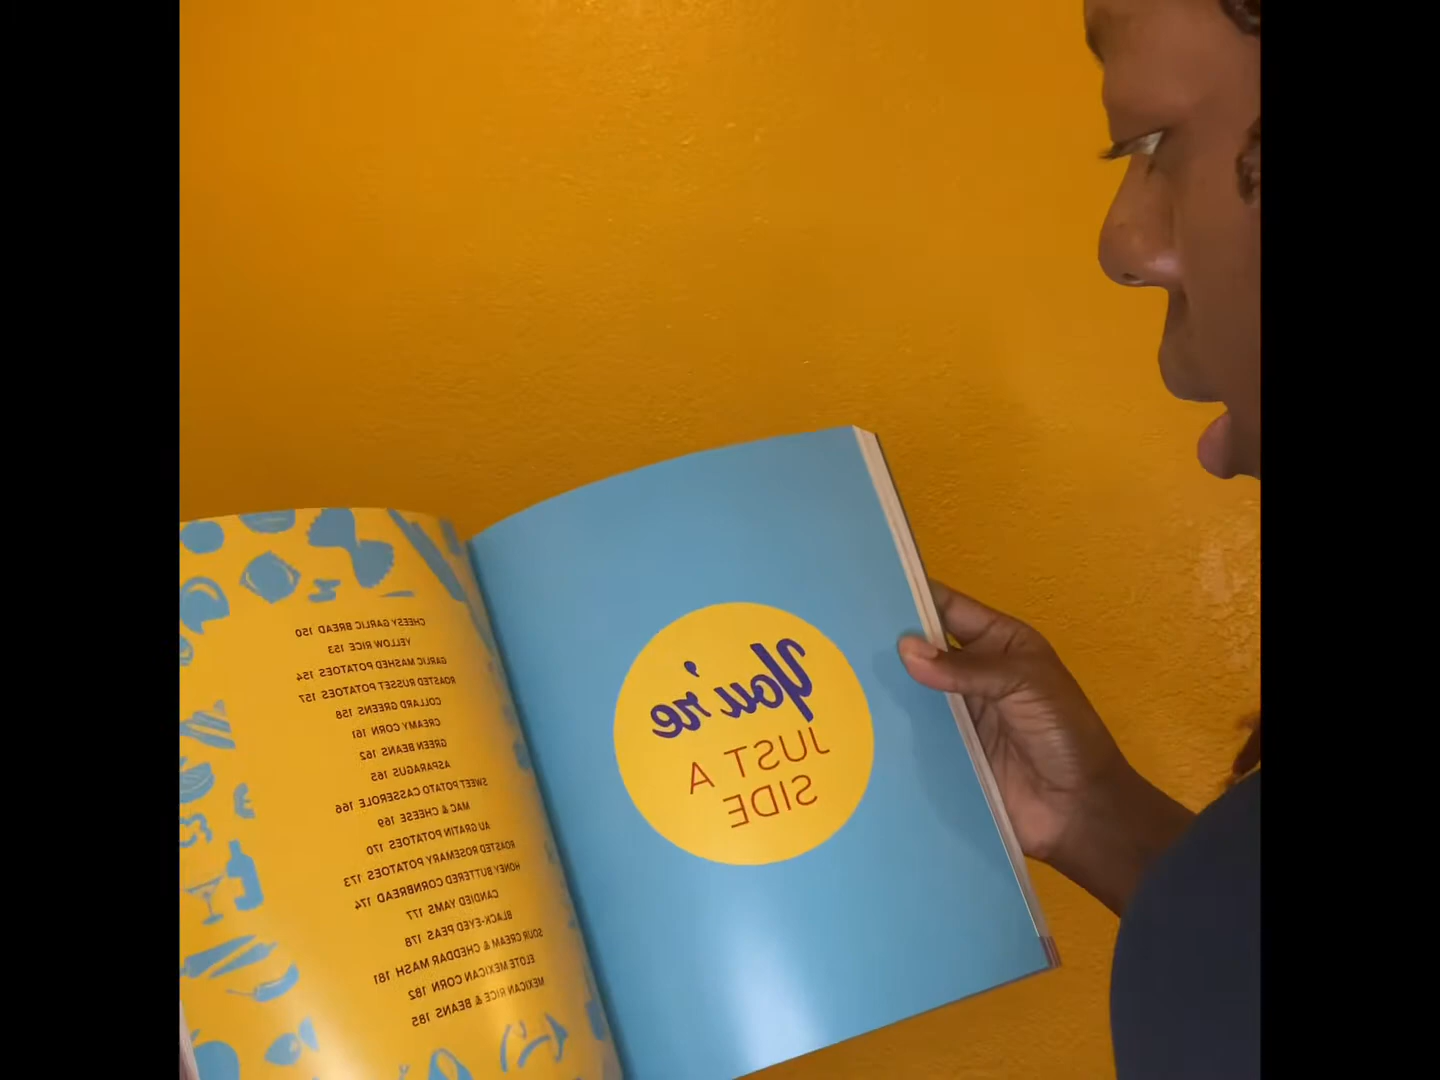 CHEESY GARLIC BREAD 150
YELLOW RICE 153
GARLIC MASHED POTATOES 154
ROASTED RUSSET POTATOES 157
COLLARD GREENS 158
CREAMY CORN 161
GREEN BEANS 162
ASPARAGUS 165
SWEET POTATO CASSEROLE 166
MAC & CHEESE 169
AU GRATIN POTATOES 170
ROASTED ROSEMARY POTATOES 173
HONEY BUTTERED CORNBREAD 174
CANDIED YAMS 177
BLACK-EYED PEAS 178
SOUR CREAM & CHEDDAR MASH 181
ELOTE MEXICAN CORN 182
MEXICAN RICE & BEANS 185
You're
JUST A
SIDE